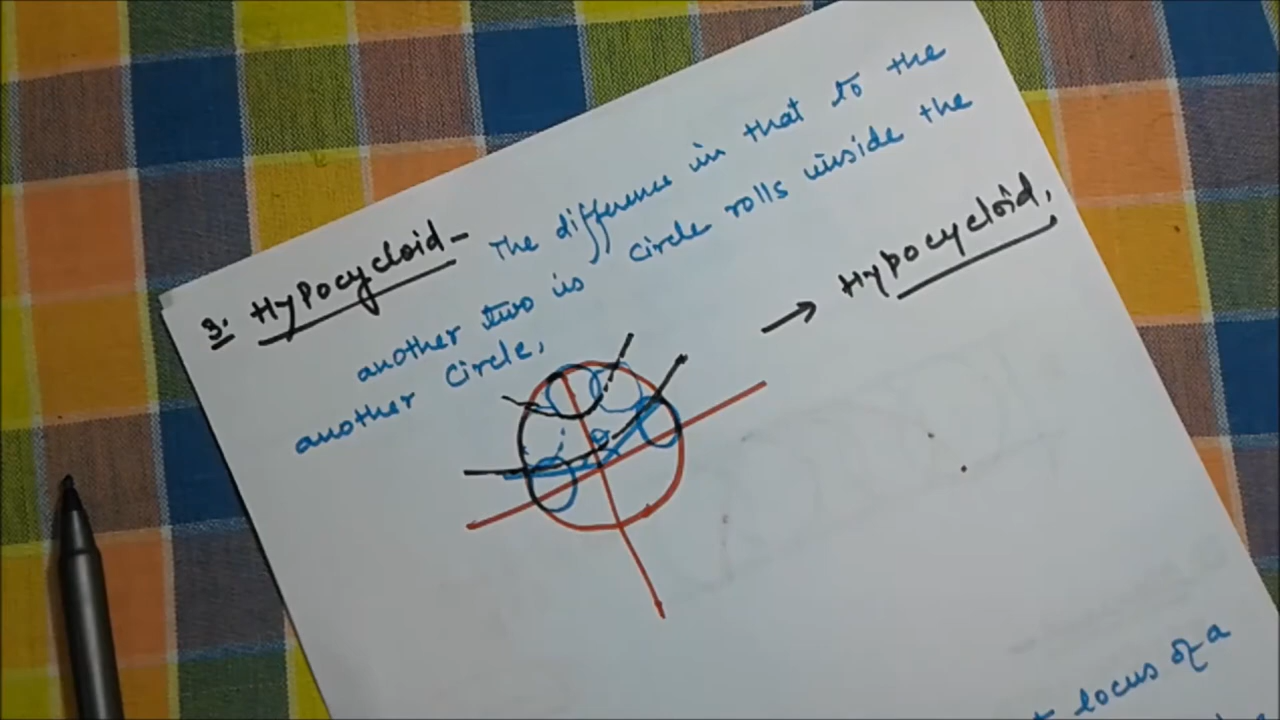 3. Hypocycloid - The difference in that to the
another two is circle rolls inside the
another circle,
→ Hypocycloid,
t locus of a